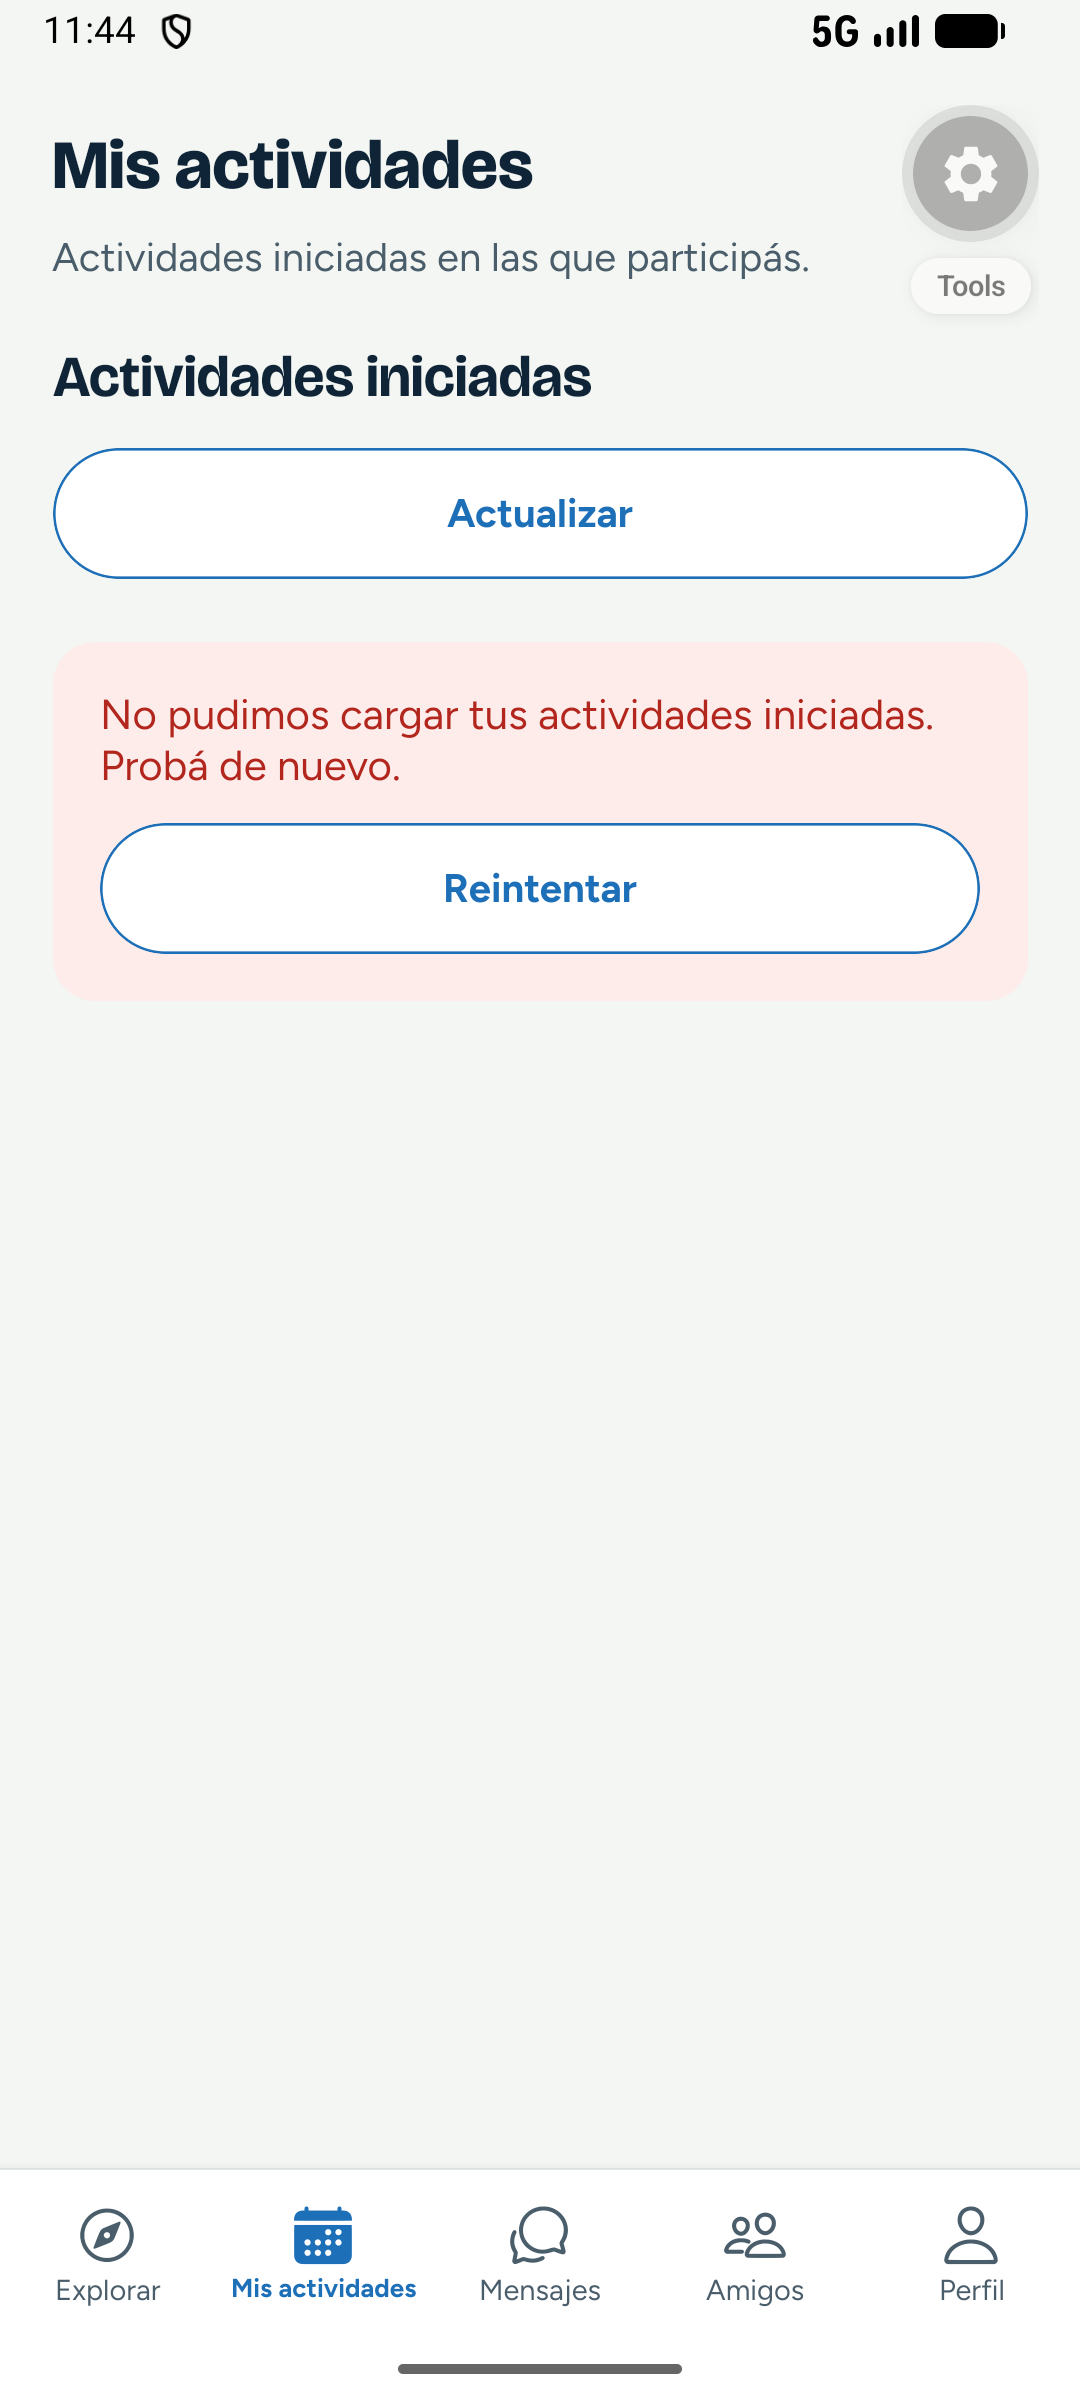 11:44
5G
Mis actividades
Actividades iniciadas en las que participás.
Tools
Actividades iniciadas
Actualizar
No pudimos cargar tus actividades iniciadas.
Probá de nuevo.
Reintentar
Explorar
Mis actividades
Mensajes
Amigos
Perfil